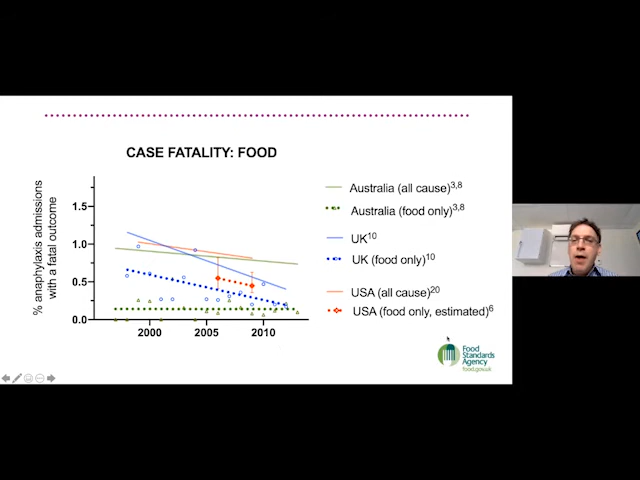 CASE FATALITY: FOOD
% anaphylaxis admissions
with a fatal outcome
1.5
1.0
0.5
0.0
2000
2005
2010
Australia (all cause)3,8
Australia (food only)3,8
UK10
UK (food only)10
USA (all cause)20
USA (food only, estimated)6
Food
Standards
Agency
food.gov.uk